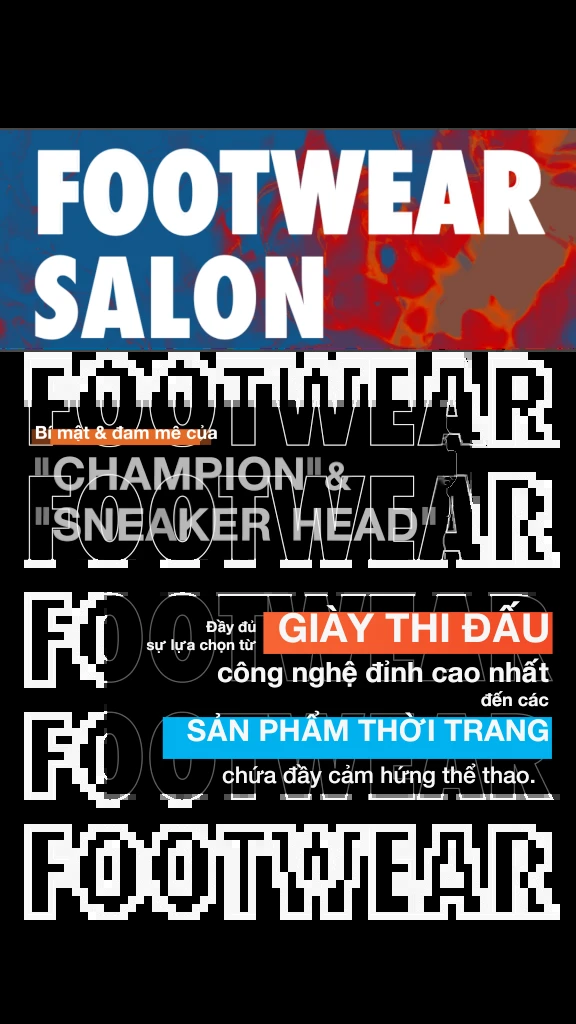 FOOTWEAR
SALON
FOOTWEAR
Bí mật & đam mê của
"CHAMPION" &
FOOTWEAR
"SNEAKER HEAD"
FOOTWEAR
Đầy đủ
sự lựa chọn từ
GIÀY THI ĐẤU
công nghệ đỉnh cao nhất
đến các
FOOTWEAR
SẢN PHẨM THỜI TRANG
chứa đầy cảm hứng thể thao.
FOOTWEAR